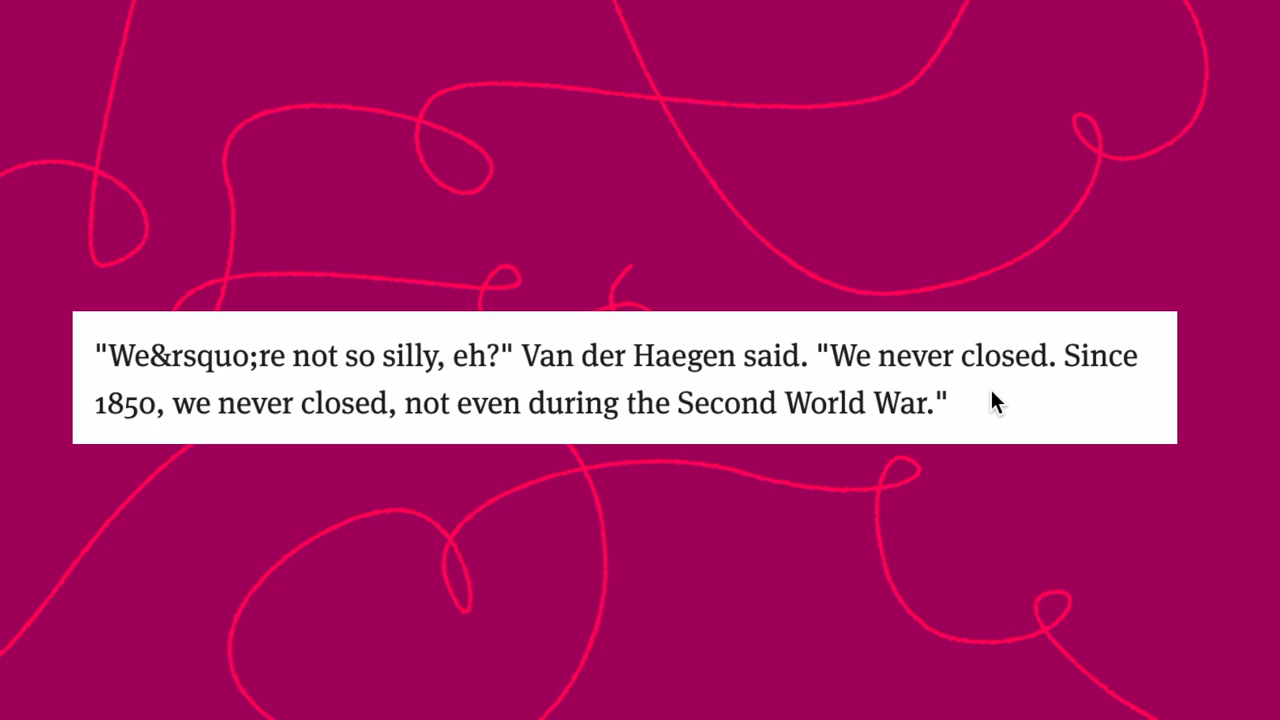 "We&rsquo;re not so silly, eh?" Van der Haegen said. "We never closed. Since
1850, we never closed, not even during the Second World War."